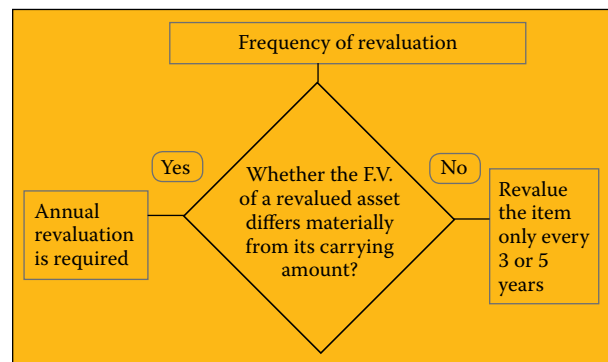 Frequency of revaluation
Yes
No
Whether the F.V.
of a revalued asset
differs materially
from its carrying
amount?
Annual
revaluation
is required
Revalue
the item
only every
3 or 5
years